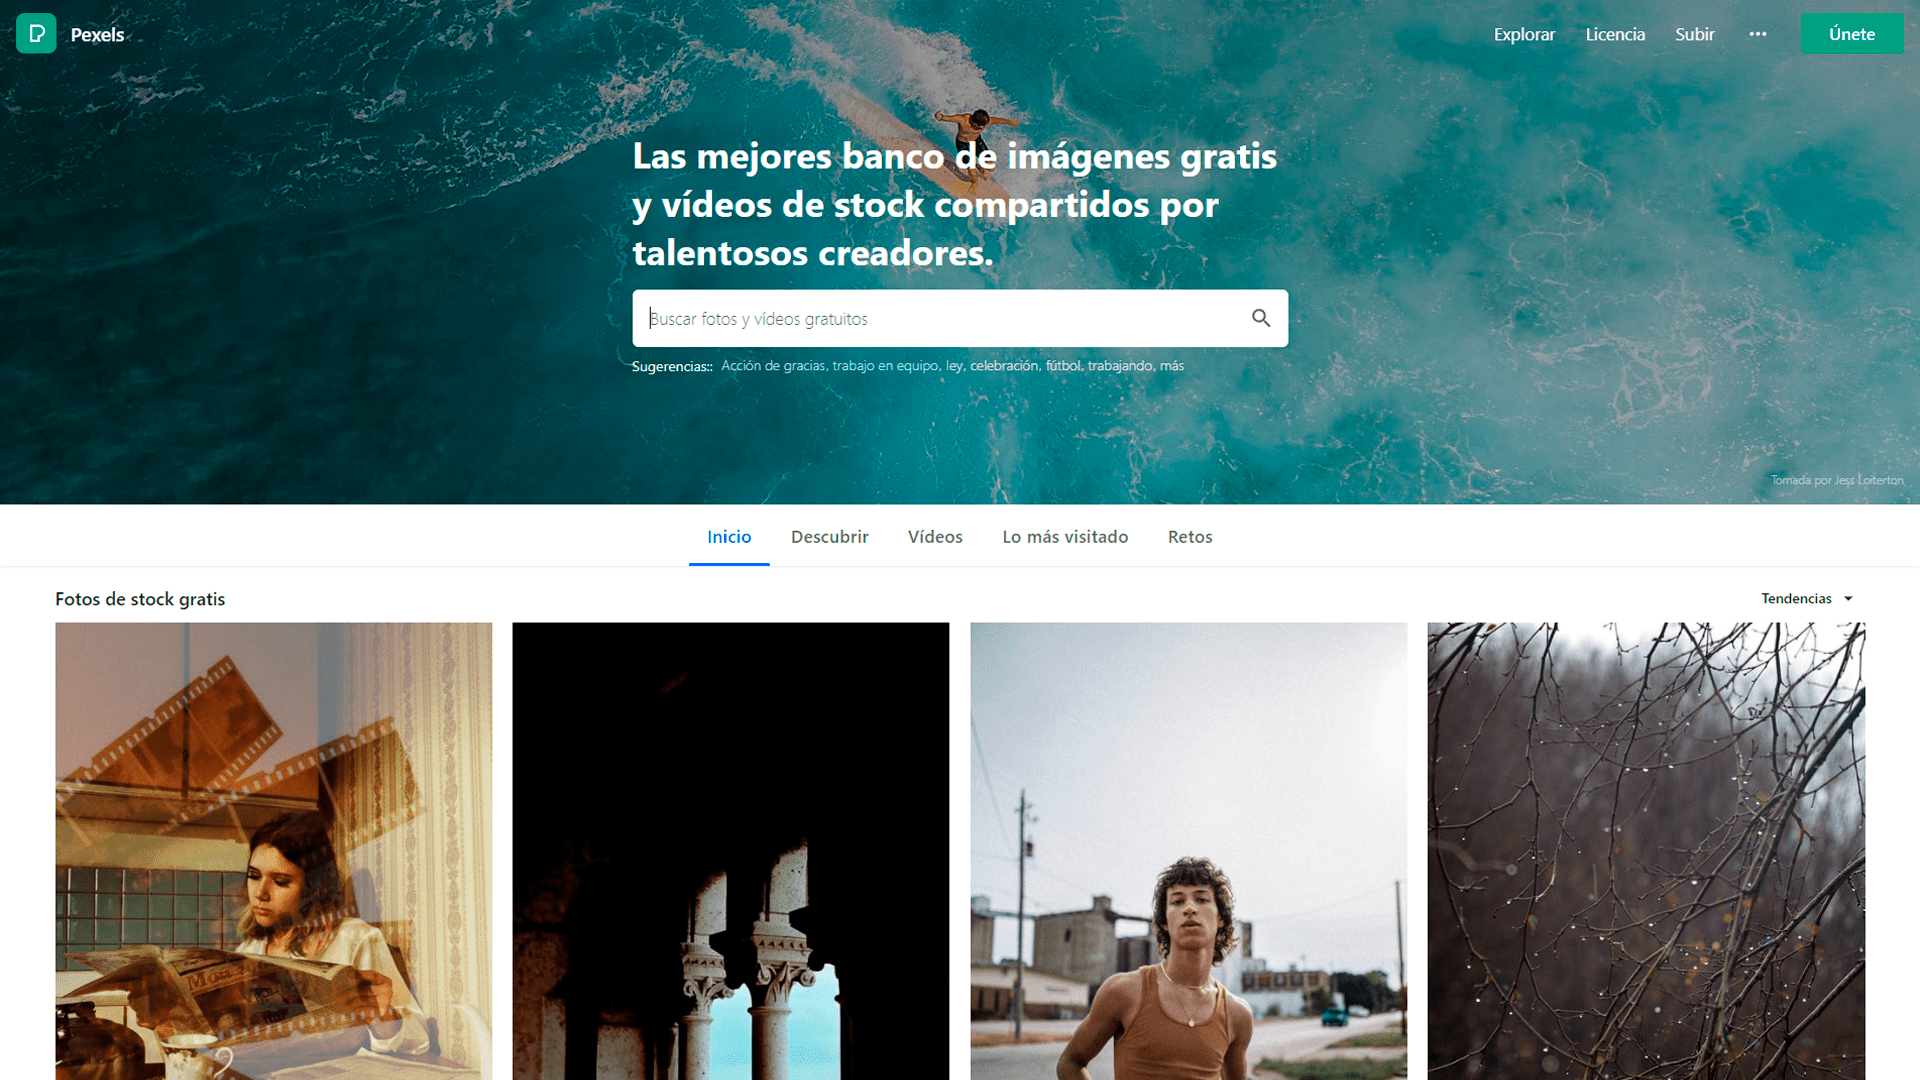 Pexels
Explorar
Licencia
Subir
Únete
Las mejores banco de imágenes gratis
y vídeos de stock compartidos por
talentosos creadores.
Buscar fotos y vídeos gratuitos
Sugerencias:: Acción de gracias, trabajo en equipo, ley, celebración, fútbol, trabajando, más
Tomada por Jess Loiterton
Inicio
Descubrir
Vídeos
Lo más visitado
Retos
Fotos de stock gratis
Tendencias